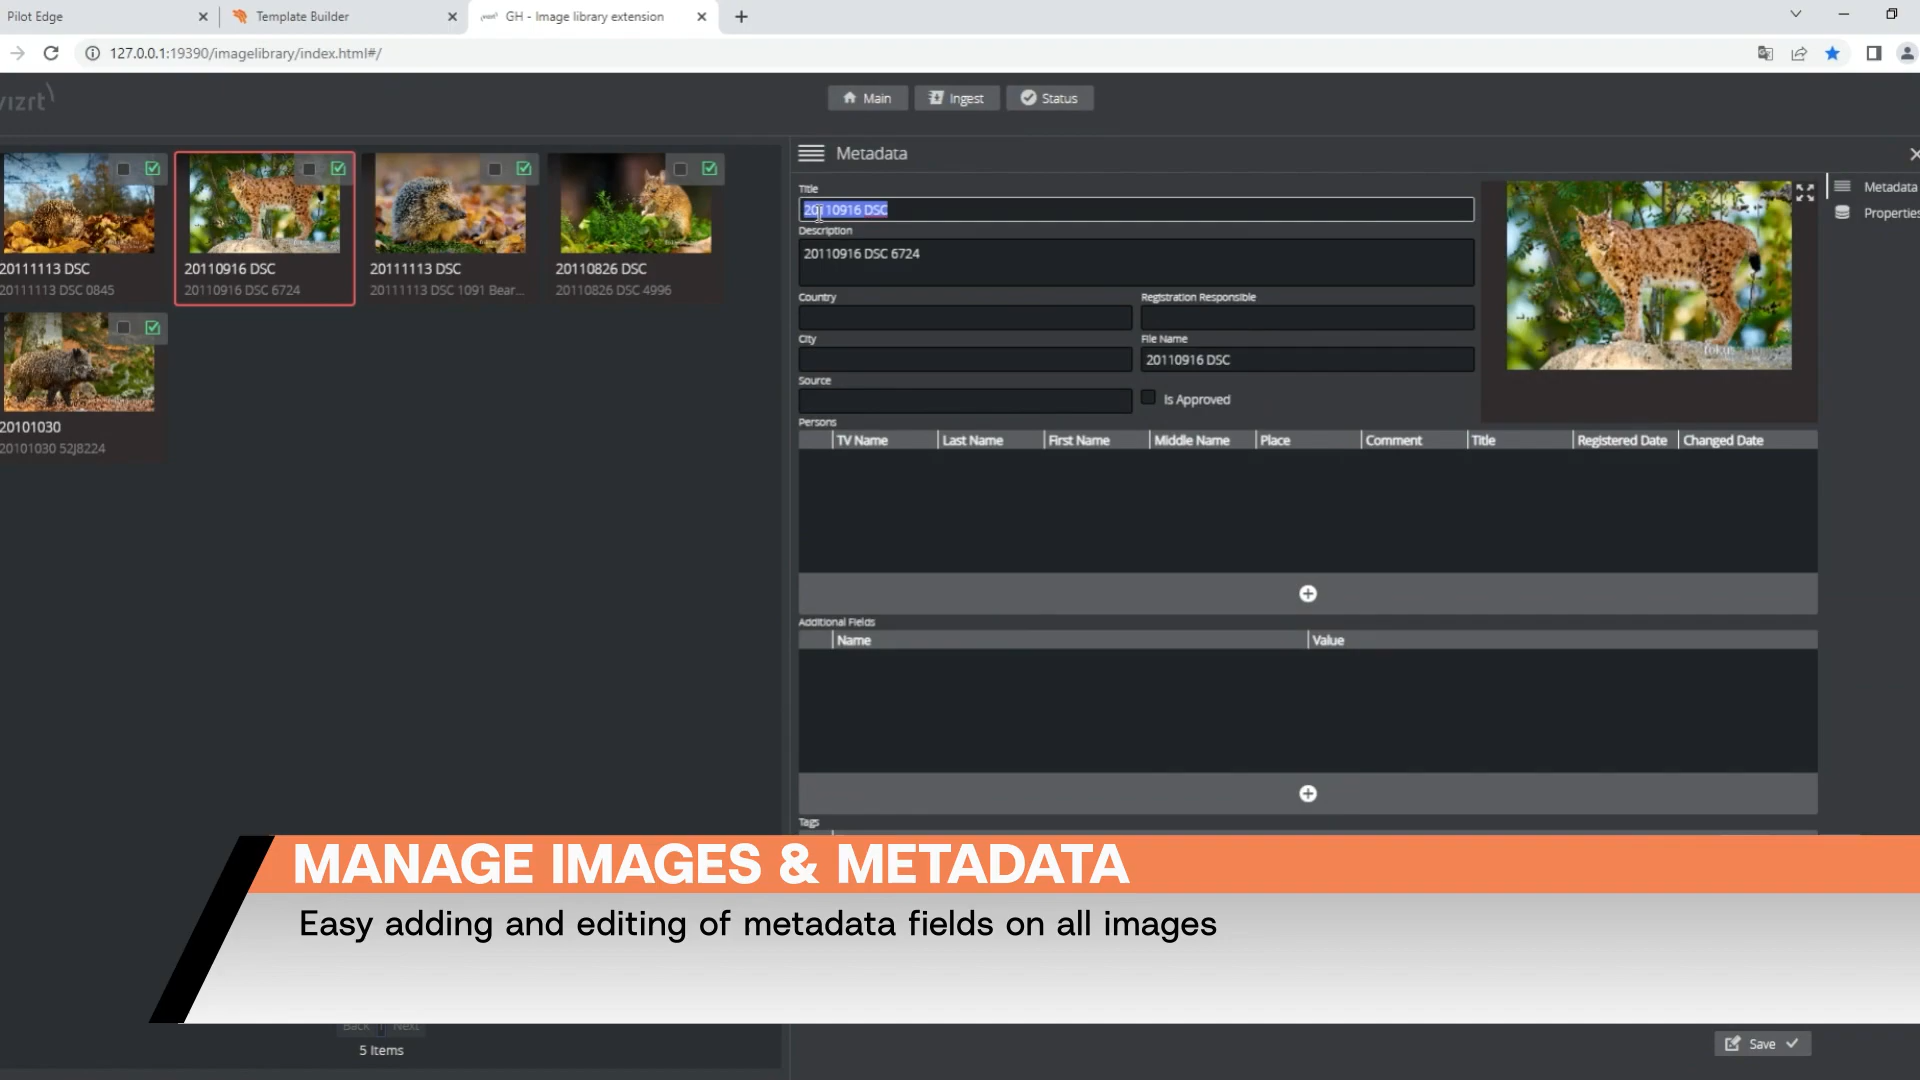 Pilot Edge
Template Builder
GH - Image library extension
127.0.0.1:19390/imagelibrary/index.html#/
vizrt
Main
Ingest
Status
20111113 DSC
20111113 DSC 0845
20110916 DSC
20110916 DSC 6724
20111113 DSC
20111113 DSC 1091 Bear...
20110826 DSC
20110826 DSC 4996
20101030
20101030 52J8224
Metadata
Title
20110916 DSC
Description
20110916 DSC 6724
Country
Registration Responsible
City
File Name
20110916 DSC
Source
Is Approved
Metadata
Properties
Persons
TV Name Last Name First Name Middle Name Place Comment Title Registered Date Changed Date
Additional Fields
Name Value
Tags
MANAGE IMAGES & METADATA
Easy adding and editing of metadata fields on all images
Back 1 Next
5 Items
Save